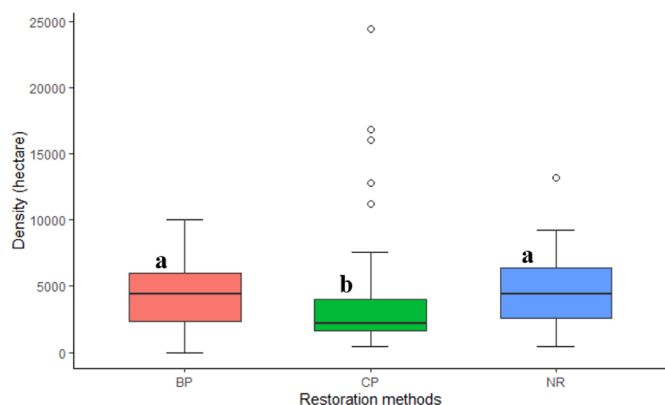 25000
20000
15000
10000
5000
0
Density (hectare)
a
b
a
BP
CP
NR
Restoration methods